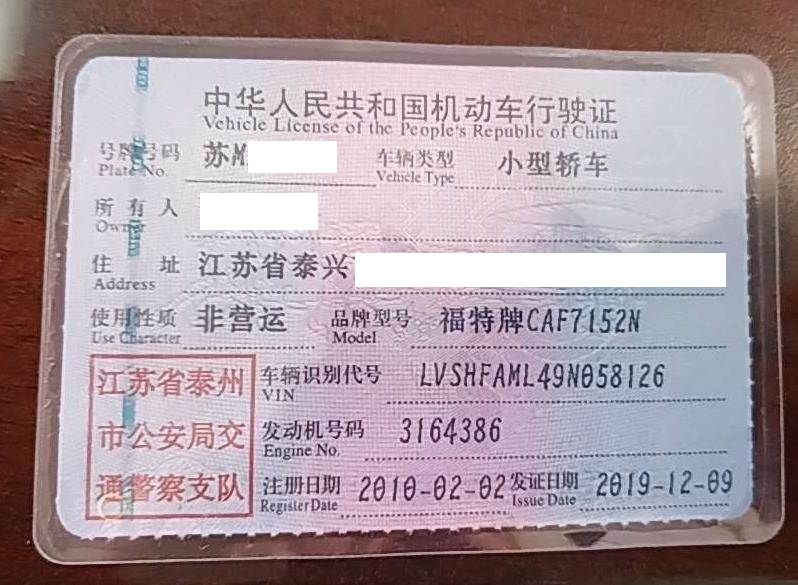 中华人民共和国机动车行驶证
Vehicle License of the People's Republic of China
号牌号码 苏M 车辆类型 小型轿车
Plate No. Vehicle Type
所有人
Owner
住址 江苏省泰兴
Address
使用性质 非营运 品牌型号 福特牌CAF7152N
Use Character Model
江苏省泰州 车辆识别代号 LVSHFAML49N058126
VIN
市公安局交 发动机号码 3164386
Engine No.
通警察支队 注册日期 2010-02-02 发证日期 2019-12-09
Register Date Issue Date